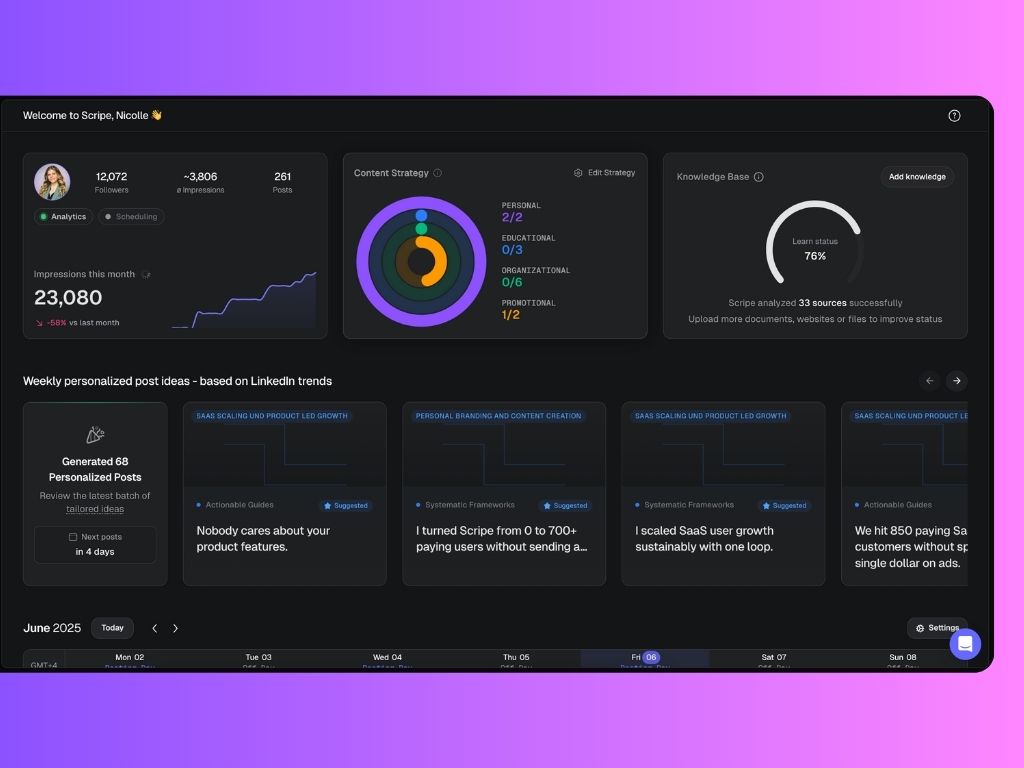 Welcome to Scripe, Nicolle 👋
12,072
Followers
~3,806
ø Impressions
261
Posts
Analytics
Scheduling
Impressions this month
23,080
-58% vs last month
Content Strategy
Edit Strategy
PERSONAL
2/2
EDUCATIONAL
0/3
ORGANIZATIONAL
0/6
PROMOTIONAL
1/2
Knowledge Base
Add knowledge
Learn status
76%
Scripe analyzed 33 sources successfully
Upload more documents, websites or files to improve status
Weekly personalized post ideas - based on LinkedIn trends
Generated 68
Personalized Posts
Review the latest batch of
tailored ideas
Next posts
in 4 days
SAAS SCALING UND PRODUCT LED GROWTH
Actionable Guides
Suggested
Nobody cares about your
product features.
PERSONAL BRANDING AND CONTENT CREATION
Systematic Frameworks
Suggested
I turned Scripe from 0 to 700+
paying users without sending a...
SAAS SCALING UND PRODUCT LED GROWTH
Systematic Frameworks
Suggested
I scaled SaaS user growth
sustainably with one loop.
SAAS SCALING UND PRODUCT LE
Actionable Guides
We hit 850 paying Sa
customers without sp
single dollar on ads.
June 2025
Today
Settings
GMT+4
Mon 02
Tue 03
Wed 04
Thu 05
Fri 06
Sat 07
Sun 08